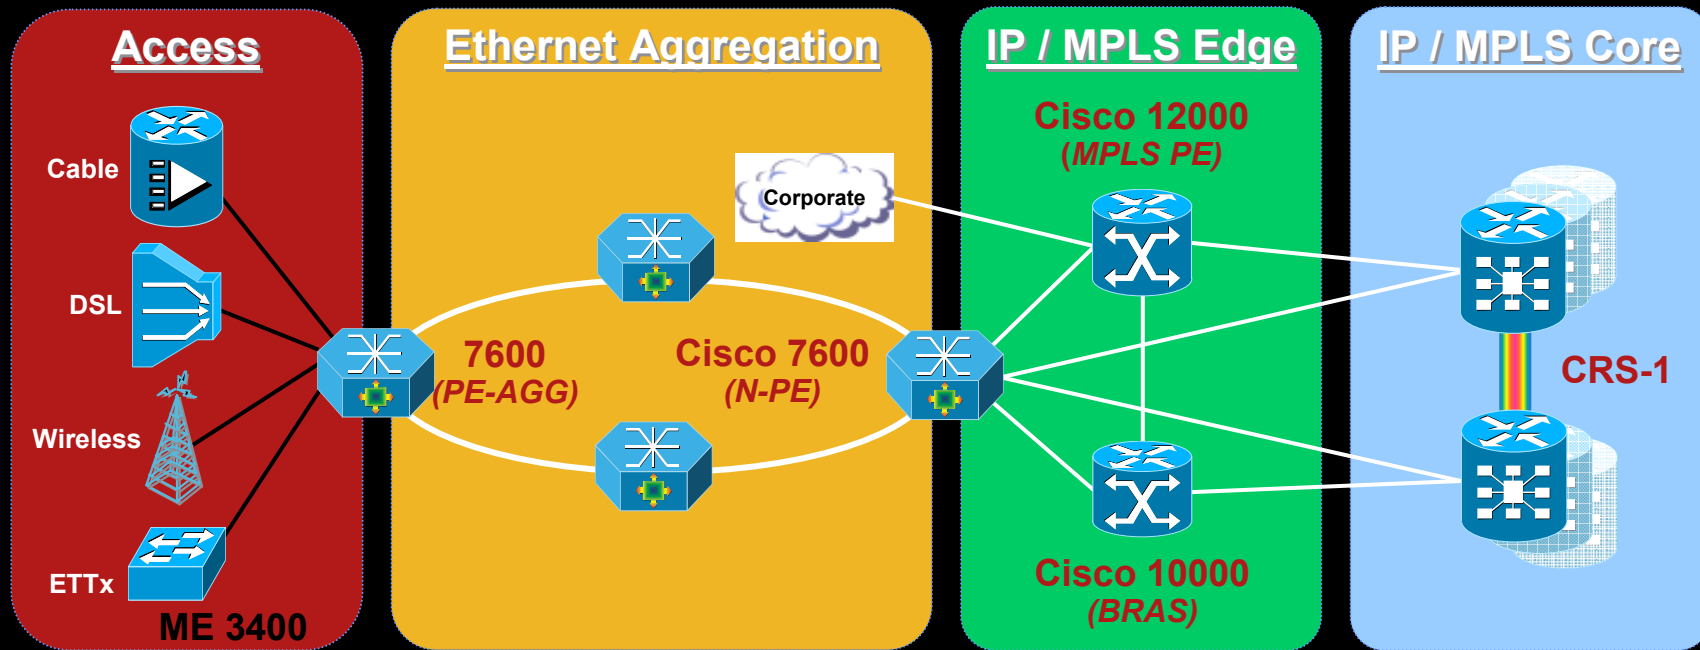 Access
Ethernet Aggregation
IP / MPLS Edge
IP / MPLS Core
Cable
DSL
Wireless
ETTx
ME 3400
Corporate
7600
(PE-AGG)
Cisco 7600
(N-PE)
Cisco 12000
(MPLS PE)
Cisco 10000
(BRAS)
CRS-1